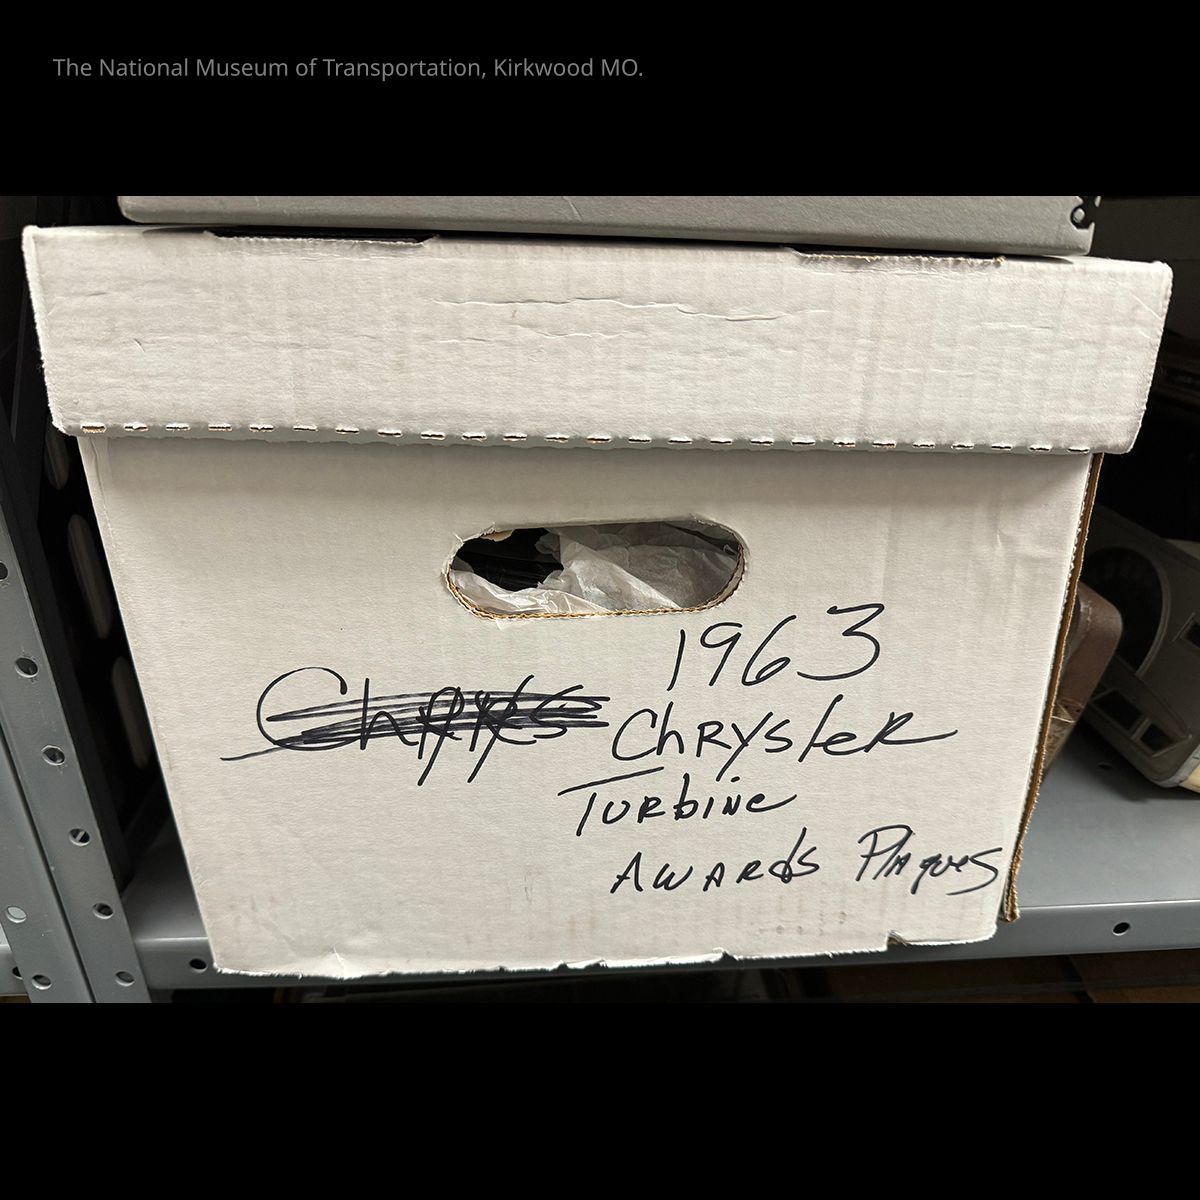 The National Museum of Transportation, Kirkwood MO.
1963
Chrysler
Turbine
Awards Plaques